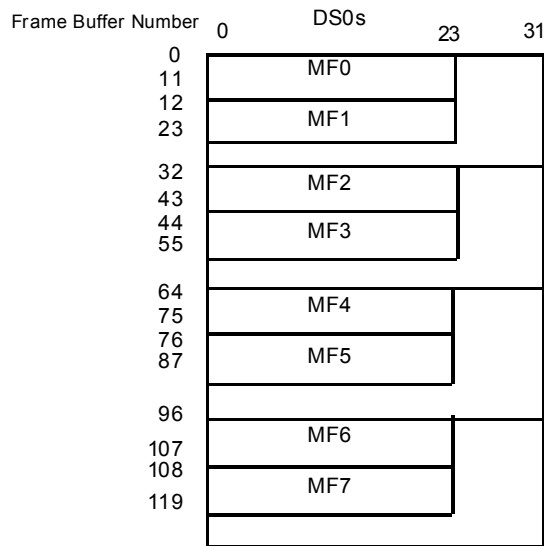 Frame Buffer Number 0 DS0s 23 31
0 MF0
11
12 MF1
23
32 MF2
43
44 MF3
55
64 MF4
75
76 MF5
87
96 MF6
107
108 MF7
119